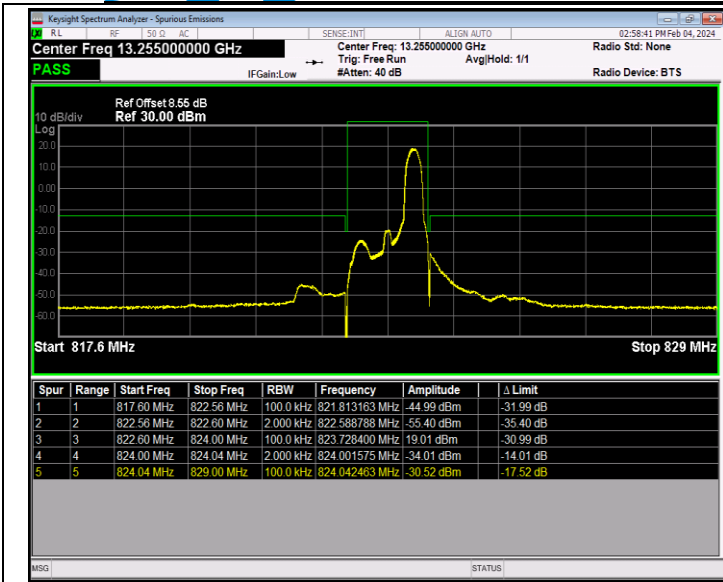 Keysight Spectrum Analyzer - Spurious Emissions
RL RF 50 Ω AC SENSE:INT ALIGN AUTO 02:58:41 PM Feb 04, 2024
Center Freq 13.255000000 GHz Center Freq: 13.255000000 GHz Radio Std: None
Trig: Free Run Avg|Hold: 1/1
PASS IFGain:Low #Atten: 40 dB Radio Device: BTS
Ref Offset 8.55 dB
10 dB/div Ref 30.00 dBm
Log
20.0
10.0
0.00
-10.0
-20.0
-30.0
-40.0
-50.0
-60.0
Start 817.6 MHz Stop 829 MHz
Spur Range Start Freq Stop Freq RBW Frequency Amplitude Δ Limit
1 1 817.60 MHz 822.56 MHz 100.0 kHz 821.813163 MHz -44.99 dBm -31.99 dB
2 2 822.56 MHz 822.60 MHz 2.000 kHz 822.588788 MHz -55.40 dBm -35.40 dB
3 3 822.60 MHz 824.00 MHz 100.0 kHz 823.728400 MHz 19.01 dBm -30.99 dB
4 4 824.00 MHz 824.04 MHz 2.000 kHz 824.001575 MHz -34.01 dBm -14.01 dB
5 5 824.04 MHz 829.00 MHz 100.0 kHz 824.042463 MHz -30.52 dBm -17.52 dB
MSG STATUS